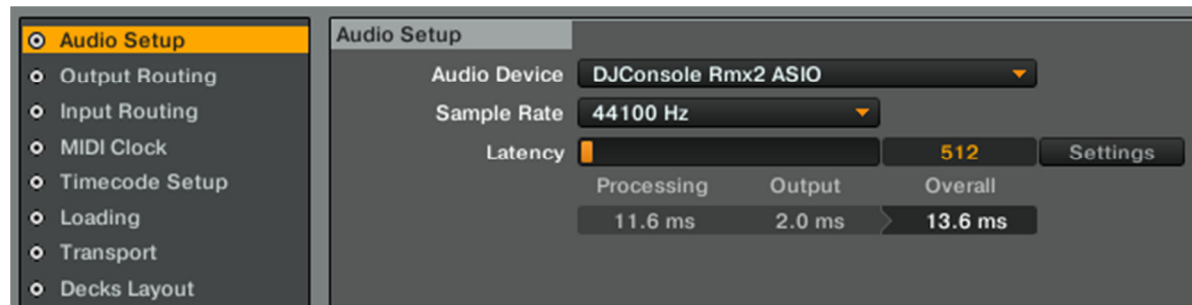 Audio Setup
Output Routing
Input Routing
MIDI Clock
Timecode Setup
Loading
Transport
Decks Layout
Audio Setup
Audio Device DJConsole Rmx2 ASIO
Sample Rate 44100 Hz
Latency 512 Settings
Processing Output Overall
11.6 ms 2.0 ms 13.6 ms